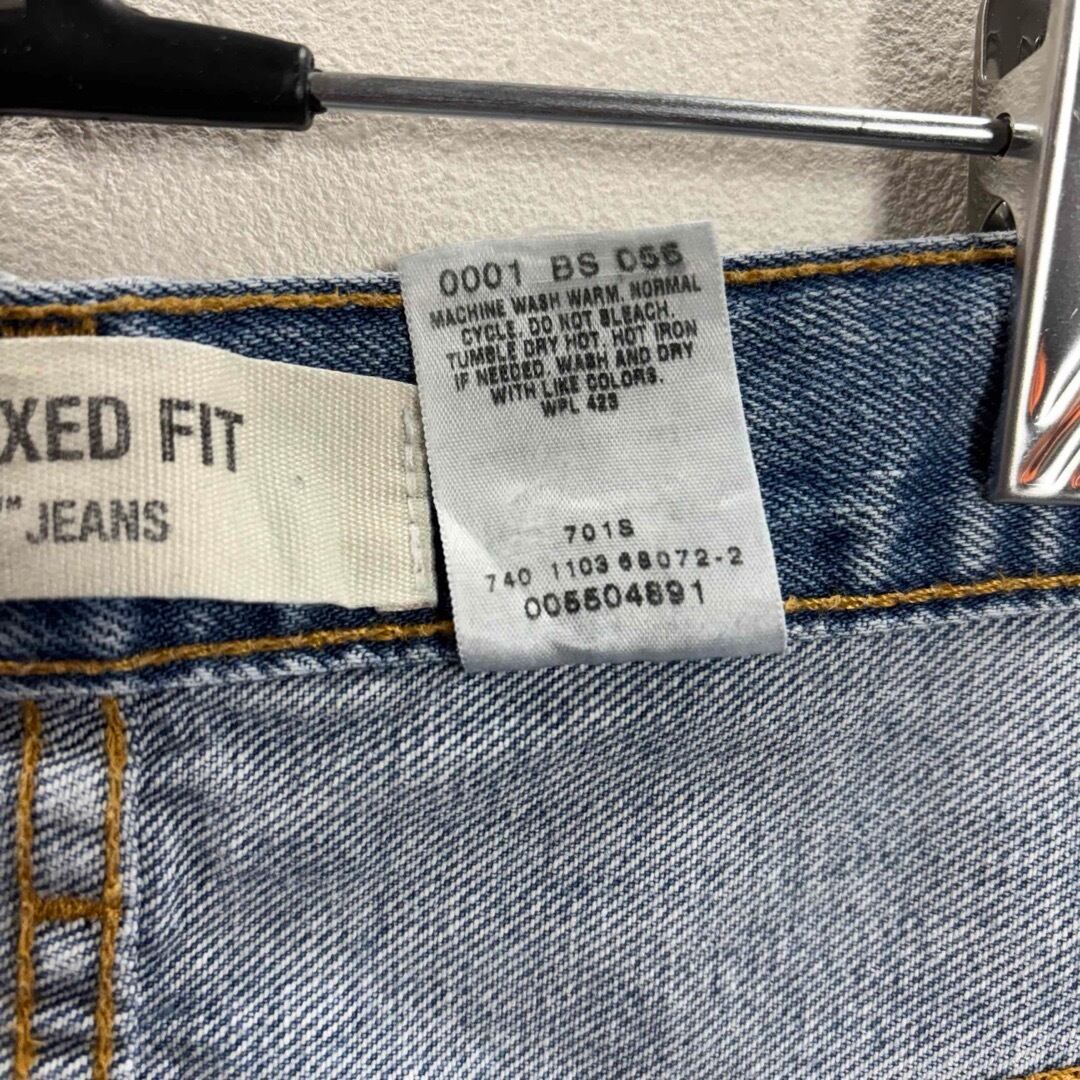 0001 BS 056
MACHINE WASH WARM, NORMAL
CYCLE. DO NOT BLEACH.
TUMBLE DRY HOT. HOT IRON
IF NEEDED. WASH AND DRY
WITH LIKE COLORS.
WPL 423
701S
740 1103 68072-2
005504891
XED FIT
™ JEANS